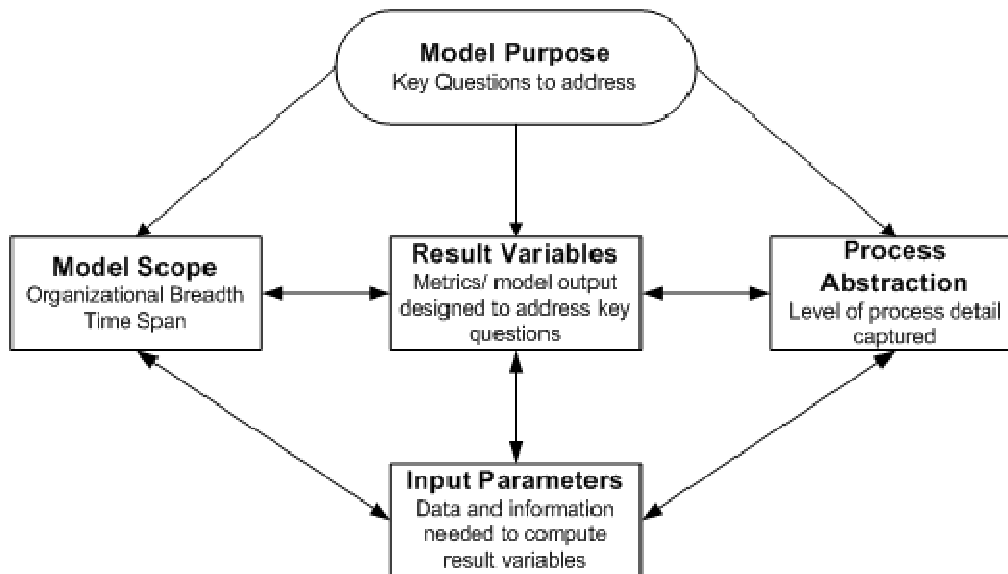 Model Purpose
Key Questions to address
Model Scope
Organizational Breadth
Time Span
Result Variables
Metrics/ model output
designed to address key
questions
Process
Abstraction
Level of process detail
captured
Input Parameters
Data and information
needed to compute
result variables